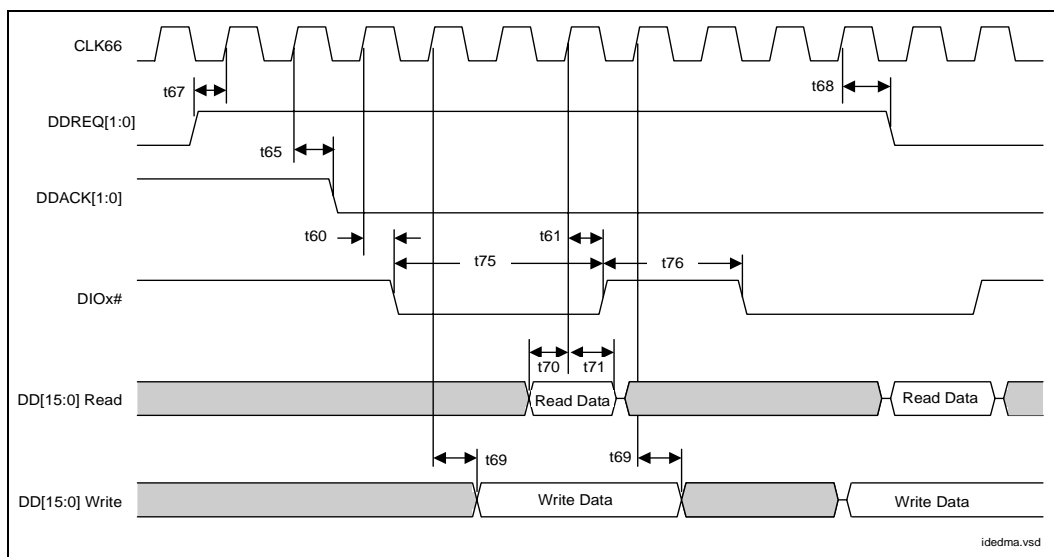 CLK66
t67
t68
DDREQ[1:0]
t65
DDACK[1:0]
t60
t61
t75
t76
DIOx#
t70
t71
DD[15:0] Read
Read Data
Read Data
t69
t69
DD[15:0] Write
Write Data
Write Data
idedma.vsd